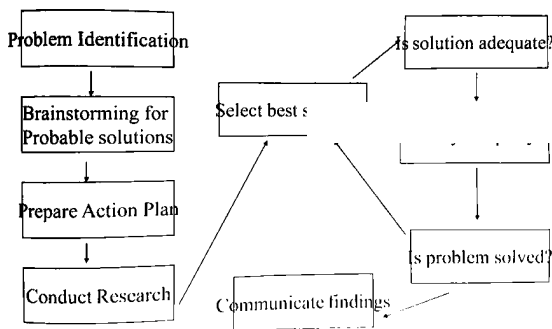 Problem Identification
Brainstorming for
Probable solutions
Prepare Action Plan
Conduct Research
Select best
Is solution adequate?
Is problem solved?
Communicate findings